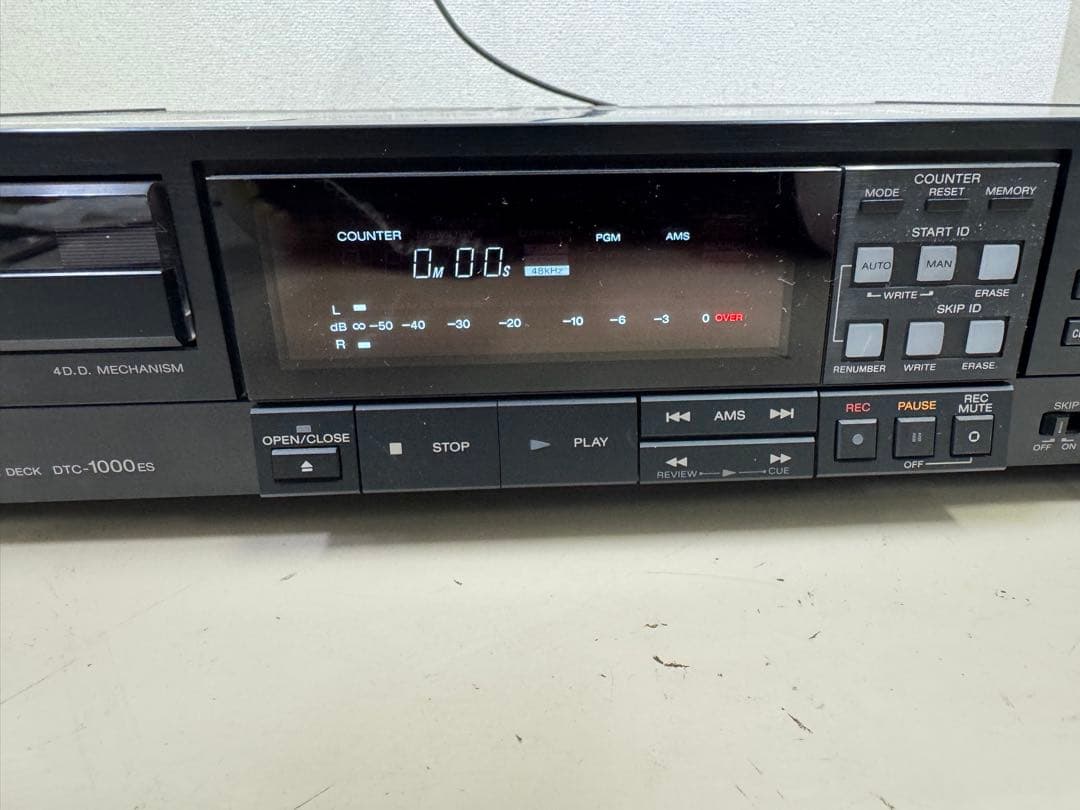 COUNTER
MODE RESET MEMORY
START ID
AUTO MAN
WRITE ERASE
SKIP ID
RENUMBER WRITE ERASE
COUNTER PGM AMS
0M 00S 48KHz
L
dB ∞ −50 −40 −30 −20 −10 −6 −3 0 OVER
R
4D.D. MECHANISM
DECK DTC-1000ES
OPEN/CLOSE
STOP
PLAY
AMS
REVIEW CUE
REC PAUSE REC MUTE
OFF
SKIP
OFF ON